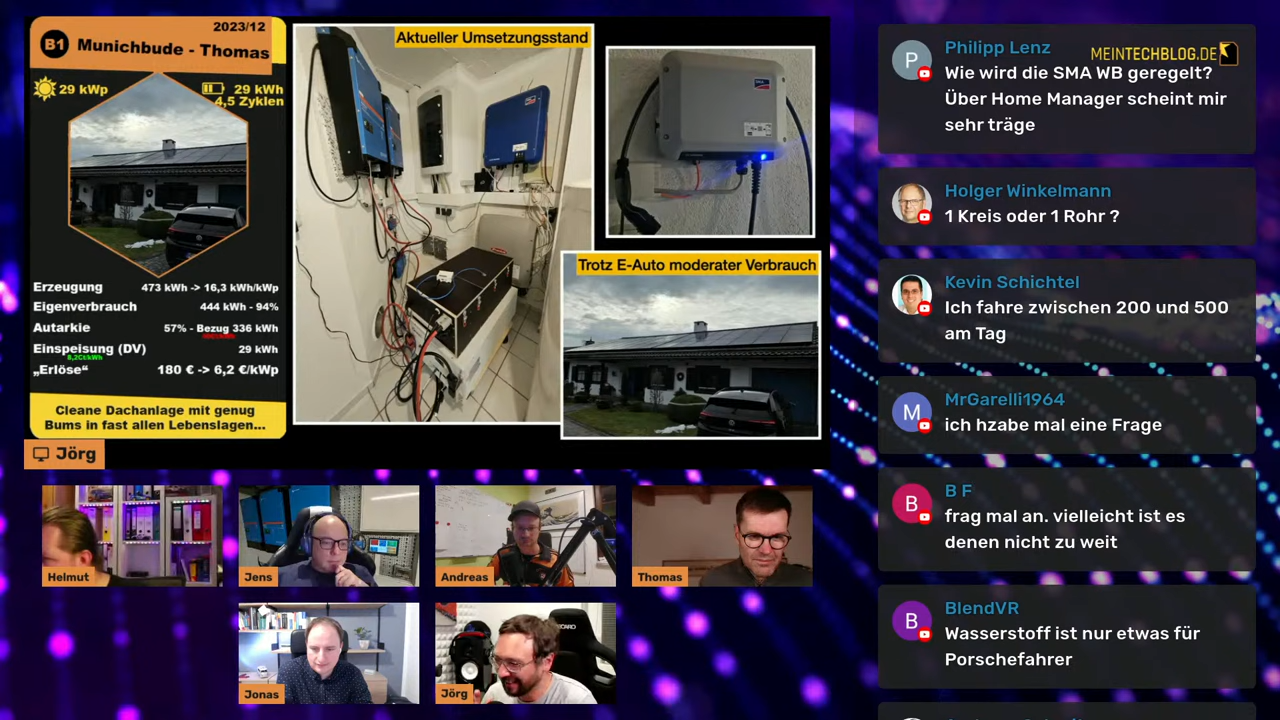 2023/12
B1 Munichbude - Thomas
29 kWp
29 kWh
4,5 Zyklen
Erzeugung 473 kWh -> 16,3 kWh/kWp
Eigenverbrauch 444 kWh - 94%
Autarkie 57% - Bezug 336 kWh
Einspeisung (DV) 29 kWh
8,2Ct/kWh
„Erlöse“ 180 € -> 6,2 €/kWp
Cleane Dachanlage mit genug
Bums in fast allen Lebenslagen...
Aktueller Umsetzungsstand
SMA
Trotz E-Auto moderater Verbrauch
Jörg
Helmut
Jens
Andreas
Thomas
Jonas
Jörg
MEINTECHBLOG.DE
P
Philipp Lenz
Wie wird die SMA WB geregelt?
Über Home Manager scheint mir
sehr träge
Holger Winkelmann
1 Kreis oder 1 Rohr ?
Kevin Schichtel
Ich fahre zwischen 200 und 500
am Tag
M
MrGarelli1964
ich hzabe mal eine Frage
B
B F
frag mal an. vielleicht ist es
denen nicht zu weit
B
BlendVR
Wasserstoff ist nur etwas für
Porschefahrer